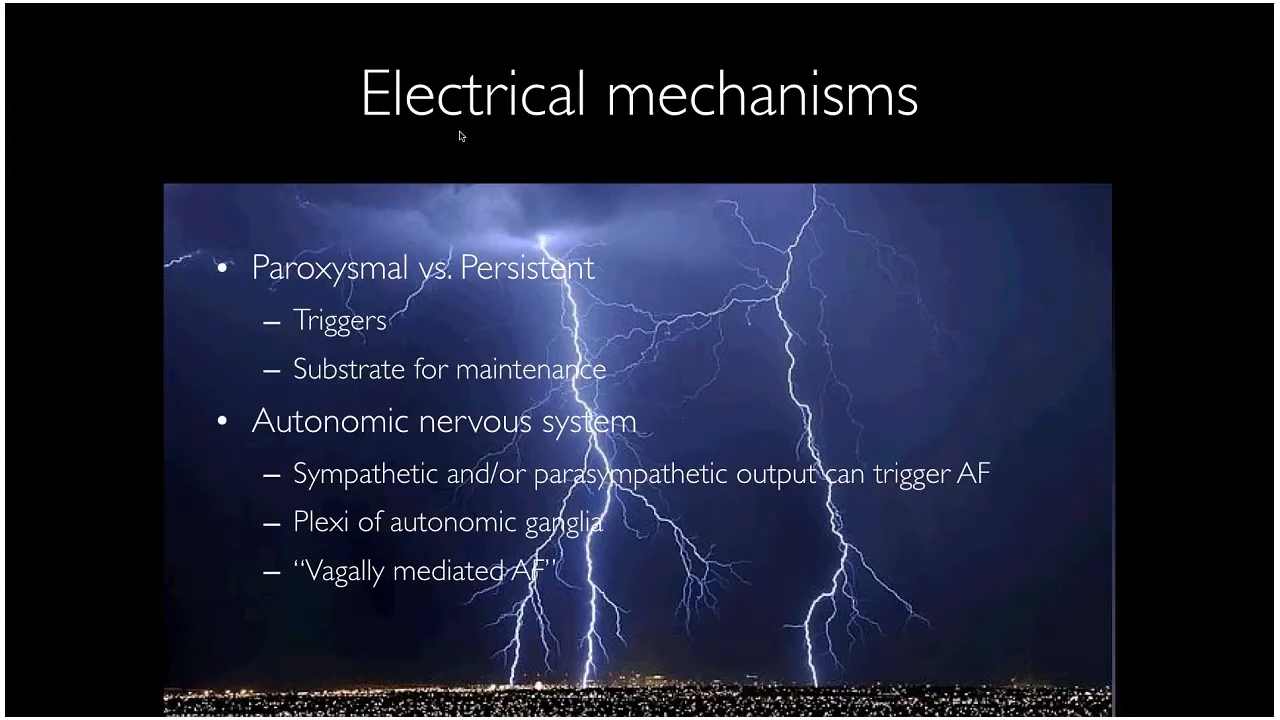 Electrical mechanisms
• Paroxysmal vs. Persistent
– Triggers
– Substrate for maintenance
• Autonomic nervous system
– Sympathetic and/or parasympathetic output can trigger AF
– Plexi of autonomic ganglia
– “Vagally mediated AF”